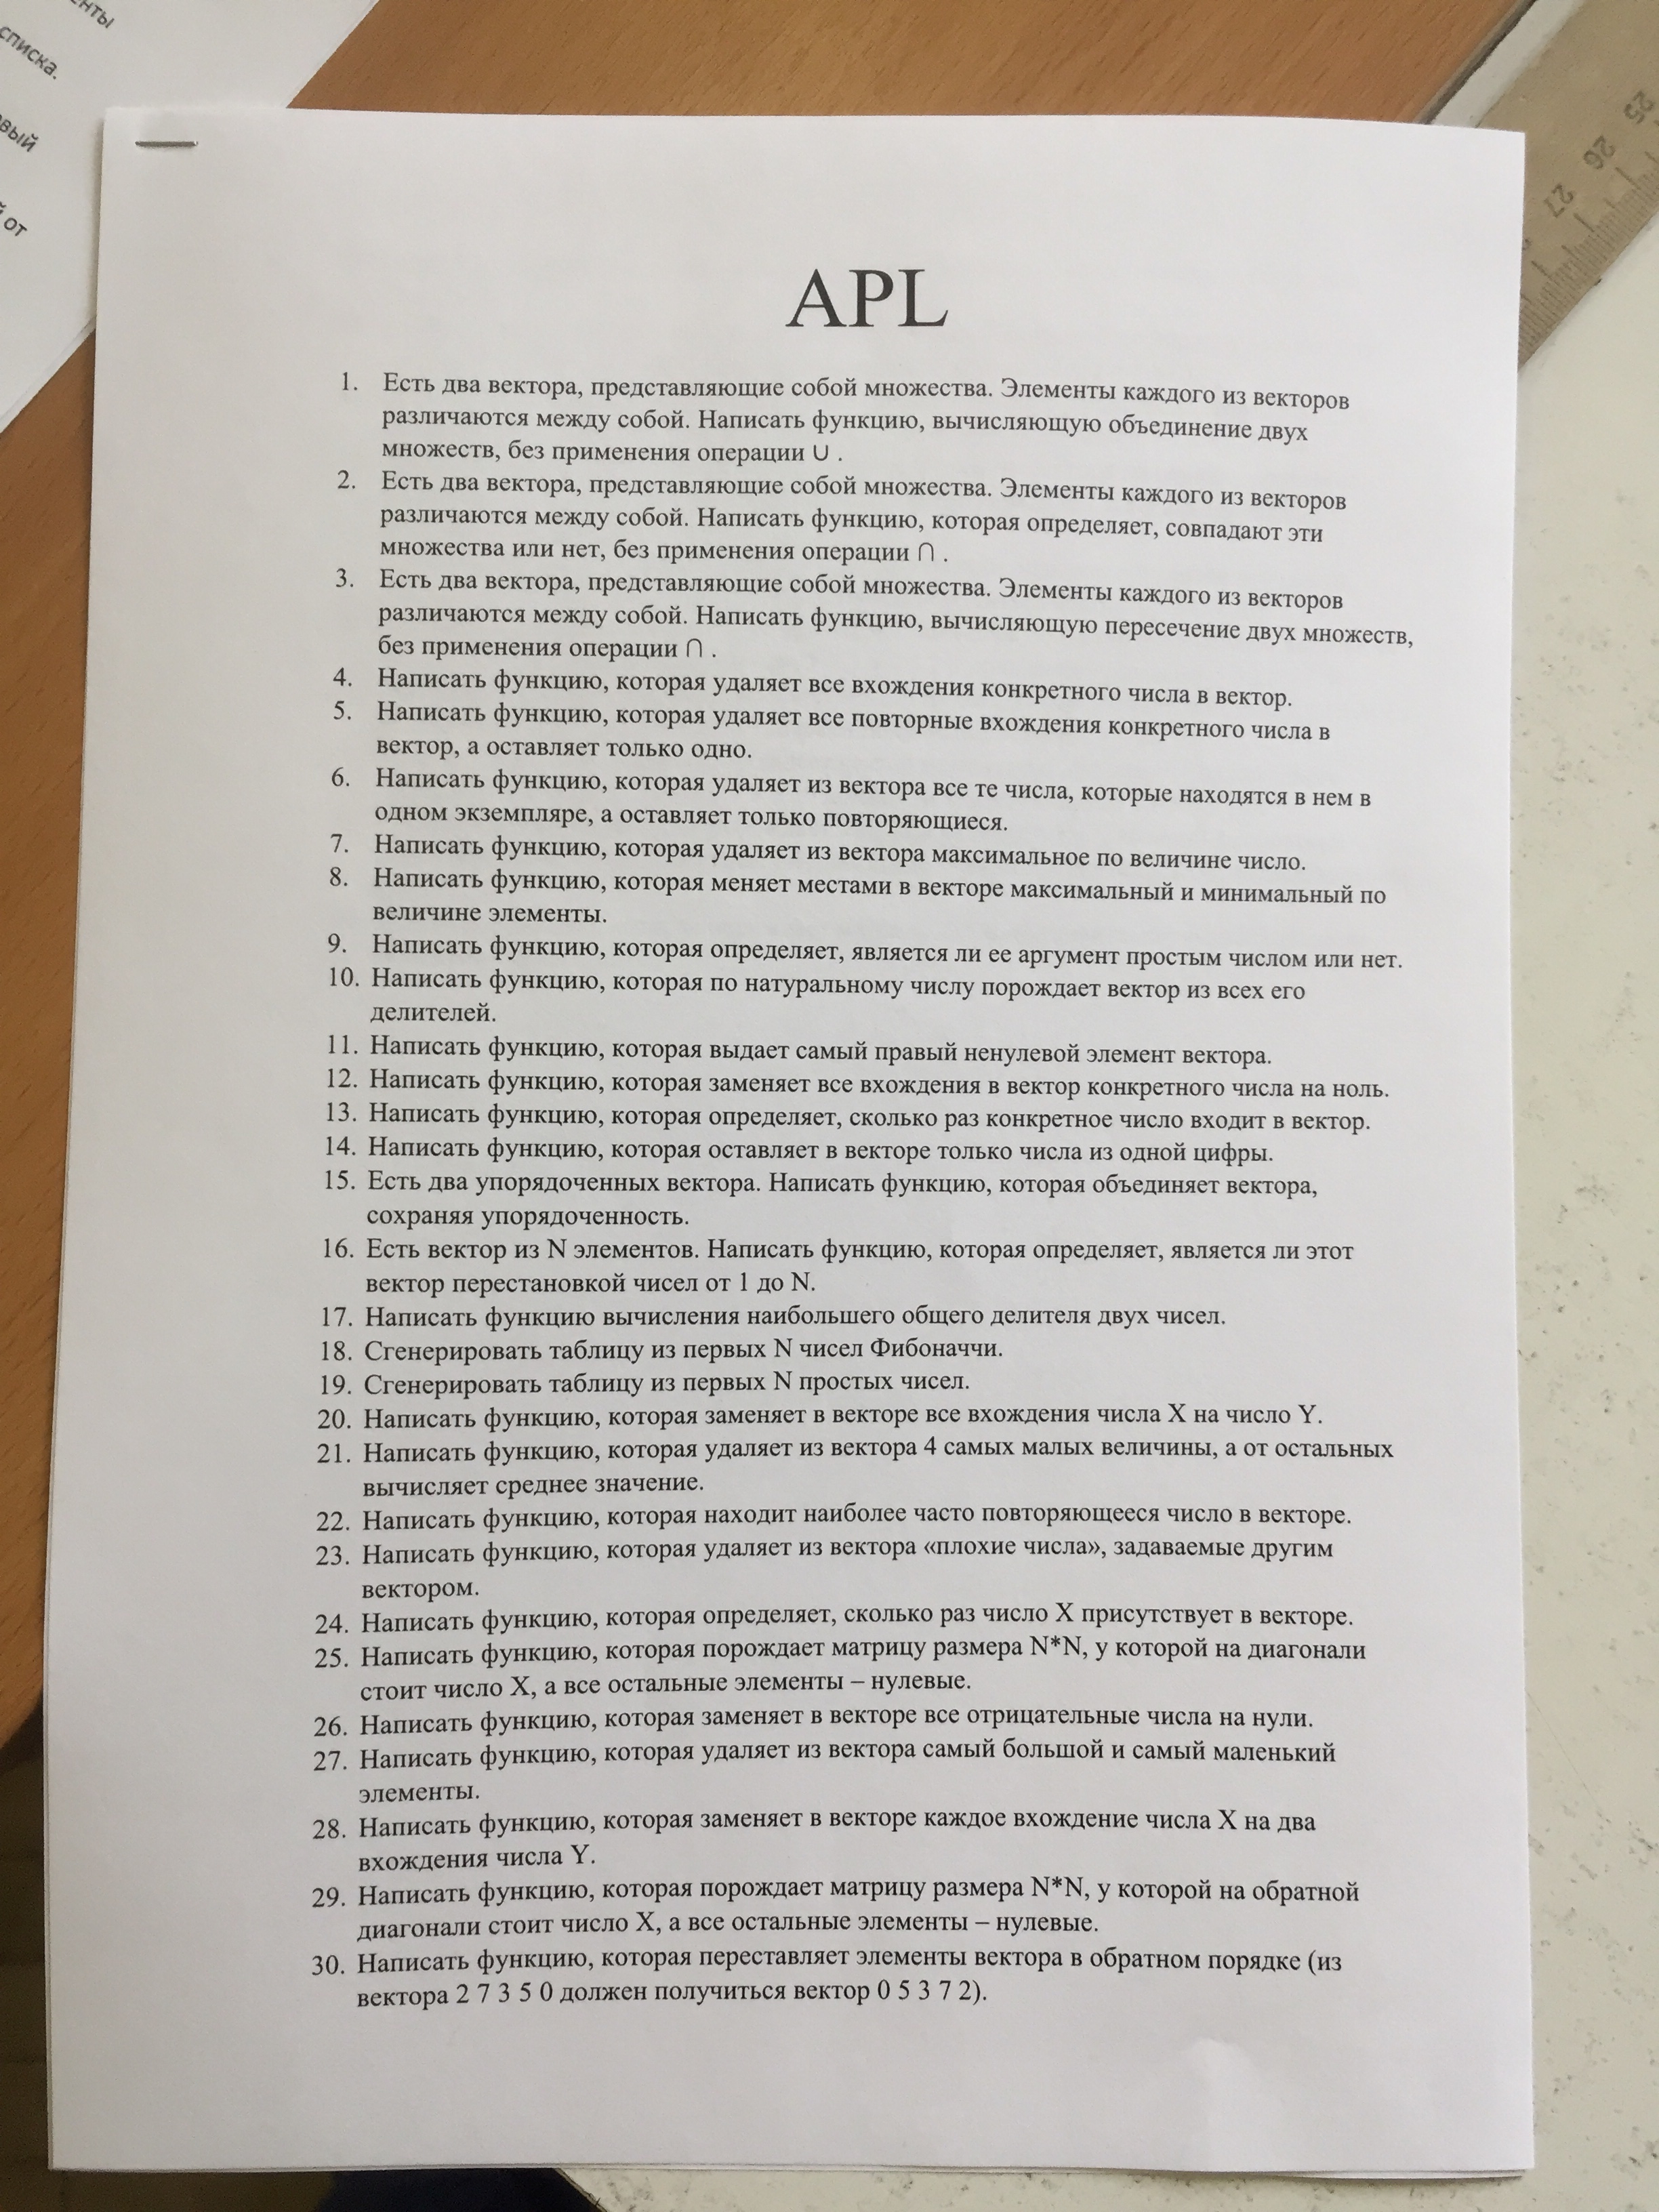 енты
списка.
овый
й от
25
26
27
APL
1. Есть два вектора, представляющие собой множества. Элементы каждого из векторов
различаются между собой. Написать функцию, вычисляющую объединение двух
множеств, без применения операции ∪ .
2. Есть два вектора, представляющие собой множества. Элементы каждого из векторов
различаются между собой. Написать функцию, которая определяет, совпадают эти
множества или нет, без применения операции ∩ .
3. Есть два вектора, представляющие собой множества. Элементы каждого из векторов
различаются между собой. Написать функцию, вычисляющую пересечение двух множеств,
без применения операции ∩ .
4. Написать функцию, которая удаляет все вхождения конкретного числа в вектор.
5. Написать функцию, которая удаляет все повторные вхождения конкретного числа в
вектор, а оставляет только одно.
6. Написать функцию, которая удаляет из вектора все те числа, которые находятся в нем в
одном экземпляре, а оставляет только повторяющиеся.
7. Написать функцию, которая удаляет из вектора максимальное по величине число.
8. Написать функцию, которая меняет местами в векторе максимальный и минимальный по
величине элементы.
9. Написать функцию, которая определяет, является ли ее аргумент простым числом или нет.
10. Написать функцию, которая по натуральному числу порождает вектор из всех его
делителей.
11. Написать функцию, которая выдает самый правый ненулевой элемент вектора.
12. Написать функцию, которая заменяет все вхождения в вектор конкретного числа на ноль.
13. Написать функцию, которая определяет, сколько раз конкретное число входит в вектор.
14. Написать функцию, которая оставляет в векторе только числа из одной цифры.
15. Есть два упорядоченных вектора. Написать функцию, которая объединяет вектора,
сохраняя упорядоченность.
16. Есть вектор из N элементов. Написать функцию, которая определяет, является ли этот
вектор перестановкой чисел от 1 до N.
17. Написать функцию вычисления наибольшего общего делителя двух чисел.
18. Сгенерировать таблицу из первых N чисел Фибоначчи.
19. Сгенерировать таблицу из первых N простых чисел.
20. Написать функцию, которая заменяет в векторе все вхождения числа X на число Y.
21. Написать функцию, которая удаляет из вектора 4 самых малых величины, а от остальных
вычисляет среднее значение.
22. Написать функцию, которая находит наиболее часто повторяющееся число в векторе.
23. Написать функцию, которая удаляет из вектора «плохие числа», задаваемые другим
вектором.
24. Написать функцию, которая определяет, сколько раз число X присутствует в векторе.
25. Написать функцию, которая порождает матрицу размера N*N, у которой на диагонали
стоит число X, а все остальные элементы – нулевые.
26. Написать функцию, которая заменяет в векторе все отрицательные числа на нули.
27. Написать функцию, которая удаляет из вектора самый большой и самый маленький
элементы.
28. Написать функцию, которая заменяет в векторе каждое вхождение числа X на два
вхождения числа Y.
29. Написать функцию, которая порождает матрицу размера N*N, у которой на обратной
диагонали стоит число X, а все остальные элементы – нулевые.
30. Написать функцию, которая переставляет элементы вектора в обратном порядке (из
вектора 2 7 3 5 0 должен получиться вектор 0 5 3 7 2).